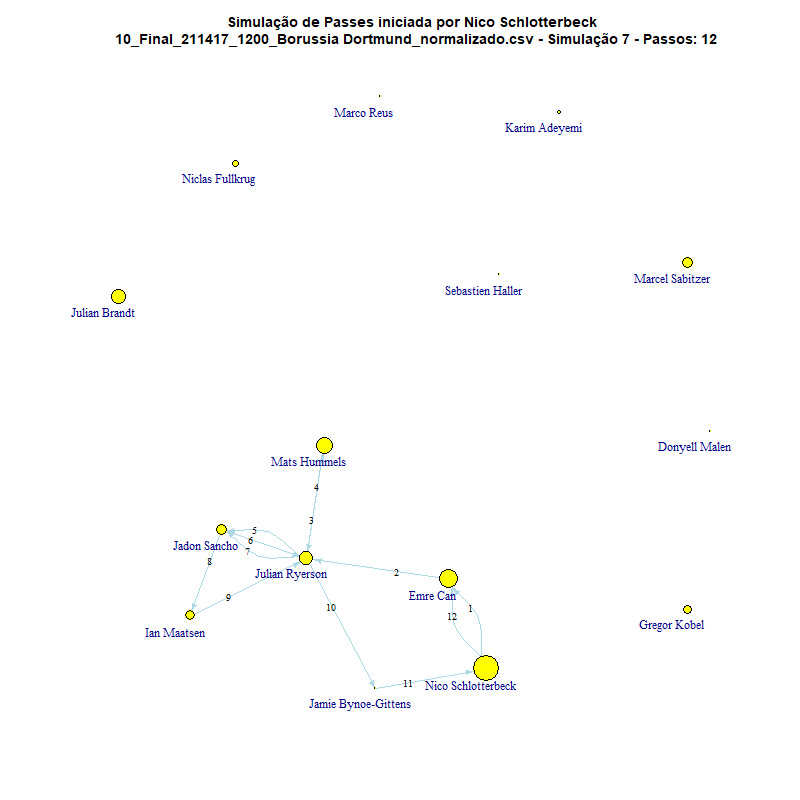 Simulação de Passes iniciada por Nico Schlotterbeck
10_Final_211417_1200_Borussia Dortmund_normalizado.csv - Simulação 7 - Passos: 12
Marco Reus
Karim Adeyemi
Niclas Fullkrug
Marcel Sabitzer
Sebastien Haller
Julian Brandt
Donyell Malen
Mats Hummels
4
3
5
6
7
Jadon Sancho
8
Julian Ryerson
2
Emre Can
9
10
1
12
Ian Maatsen
Gregor Kobel
11
Nico Schlotterbeck
Jamie Bynoe-Gittens